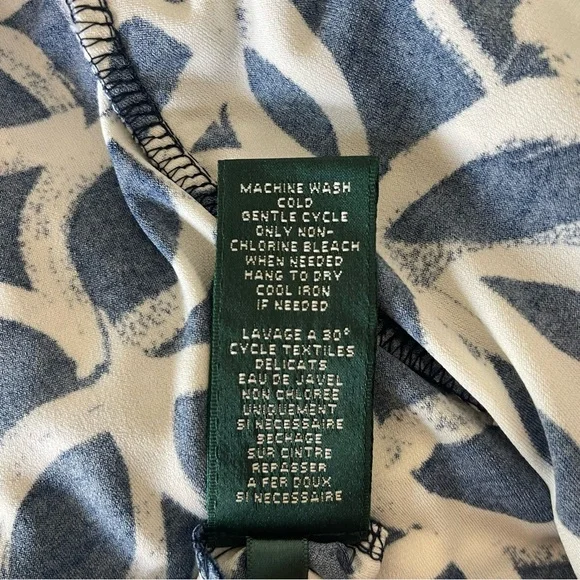 MACHINE WASH
COLD
GENTLE CYCLE
ONLY NON-
CHLORINE BLEACH
WHEN NEEDED
HANG TO DRY
COOL IRON
IF NEEDED
LAVAGE A 30°
CYCLE TEXTILES
DELICATS
EAU DE JAVEL
NON CHLOREE
UNIQUEMENT
SI NECESSAIRE
SECHAGE
SUR CINTRE
REPASSER
A FER DOUX
SI NECESSAIRE